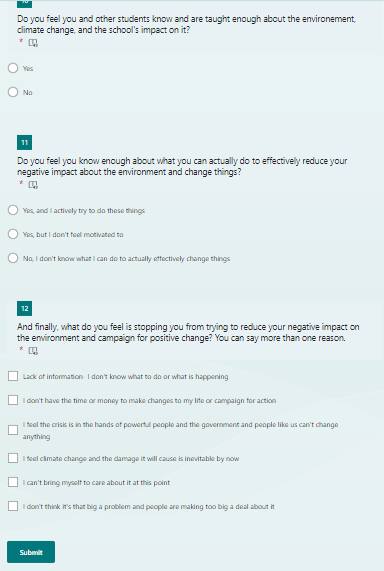 Do you feel you and other students know and are taught enough about the environement,
climate change, and the school's impact on it?
*
Yes
No
11
Do you feel you know enough about what you can actually do to effectively reduce your
negative impact about the environment and change things?
*
Yes, and I actively try to do these things
Yes, but I don't feel motivated to
No, I don't know what I can do to actually effectively change things
12
And finally, what do you feel is stopping you from trying to reduce your negative impact on
the environment and campaign for positive change? You can say more than one reason.
*
Lack of information- I don't know what to do or what is happening
I don't have the time or money to make changes to my life or campaign for action
I feel the crisis is in the hands of powerful people and the government and people like us can't change
anything
I feel climate change and the damage it will cause is inevitable by now
I can't bring myself to care about it at this point
I don't think it's that big a problem and people are making too big a deal about it
Submit